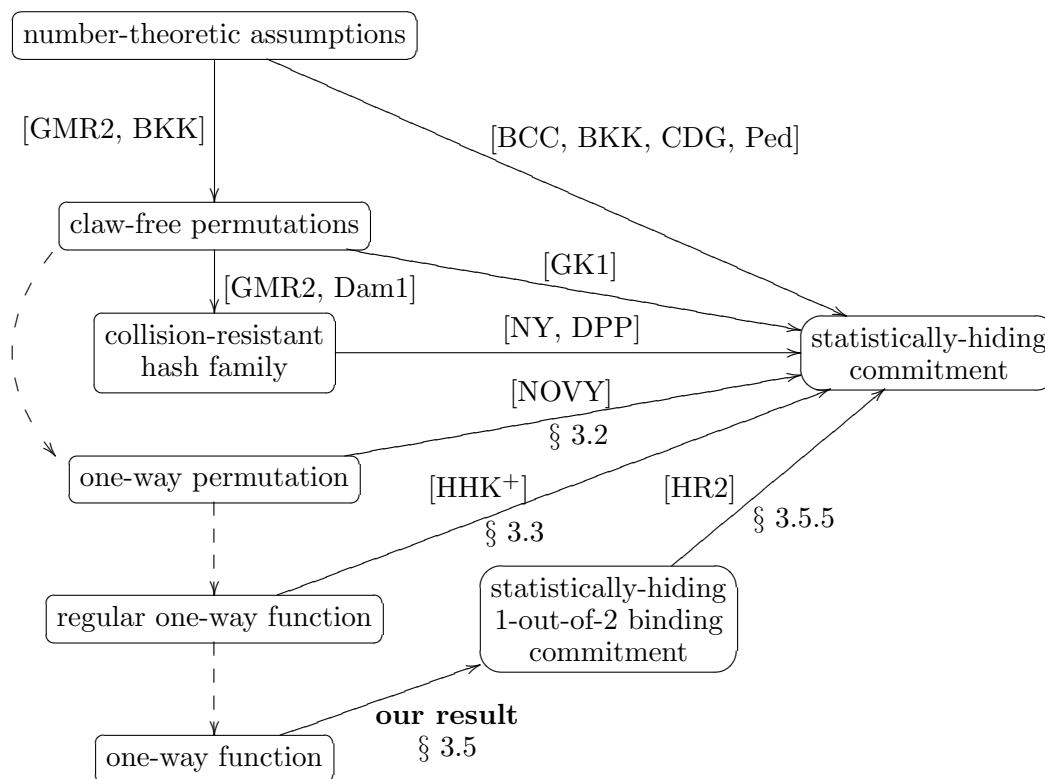 number-theoretic assumptions
[GMR2, BKK]
[BCC, BKK, CDG, Ped]
claw-free permutations
[GK1]
[GMR2, Dam1]
collision-resistant
hash family
[NY, DPP]
statistically-hiding
commitment
[NOVY]
§ 3.2
one-way permutation
[HHK+]
§ 3.3
[HR2]
§ 3.5.5
regular one-way function
statistically-hiding
1-out-of-2 binding
commitment
our result
§ 3.5
one-way function